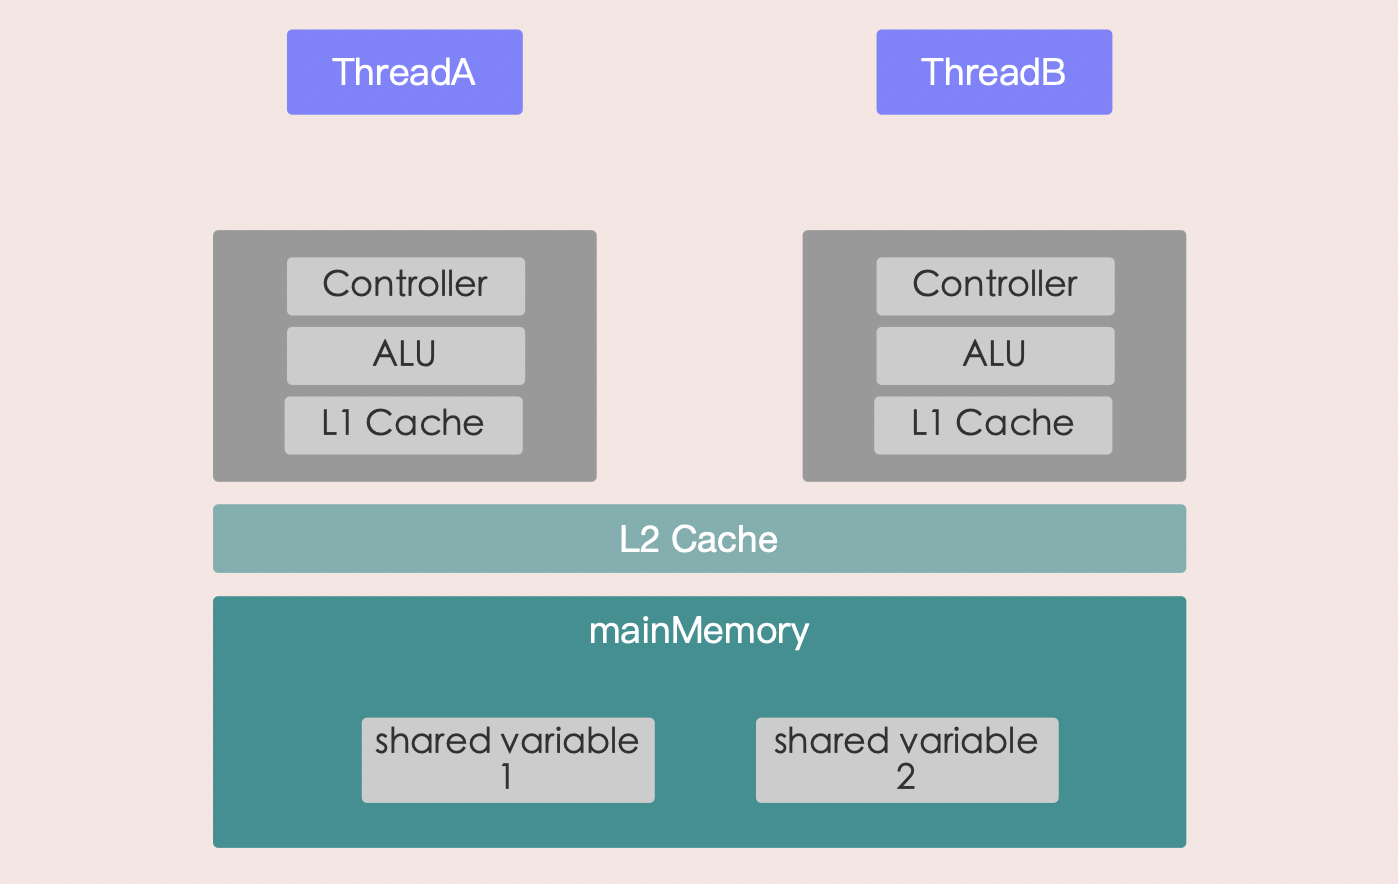 ThreadA
ThreadB
Controller
ALU
L1 Cache
Controller
ALU
L1 Cache
L2 Cache
mainMemory
shared variable
1
shared variable
2